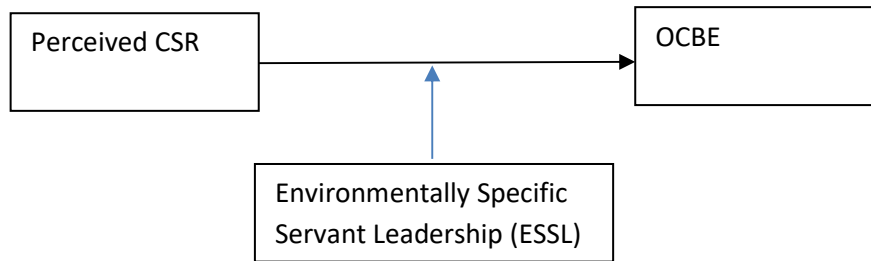 Perceived CSR
OCBE
Environmentally Specific
Servant Leadership (ESSL)